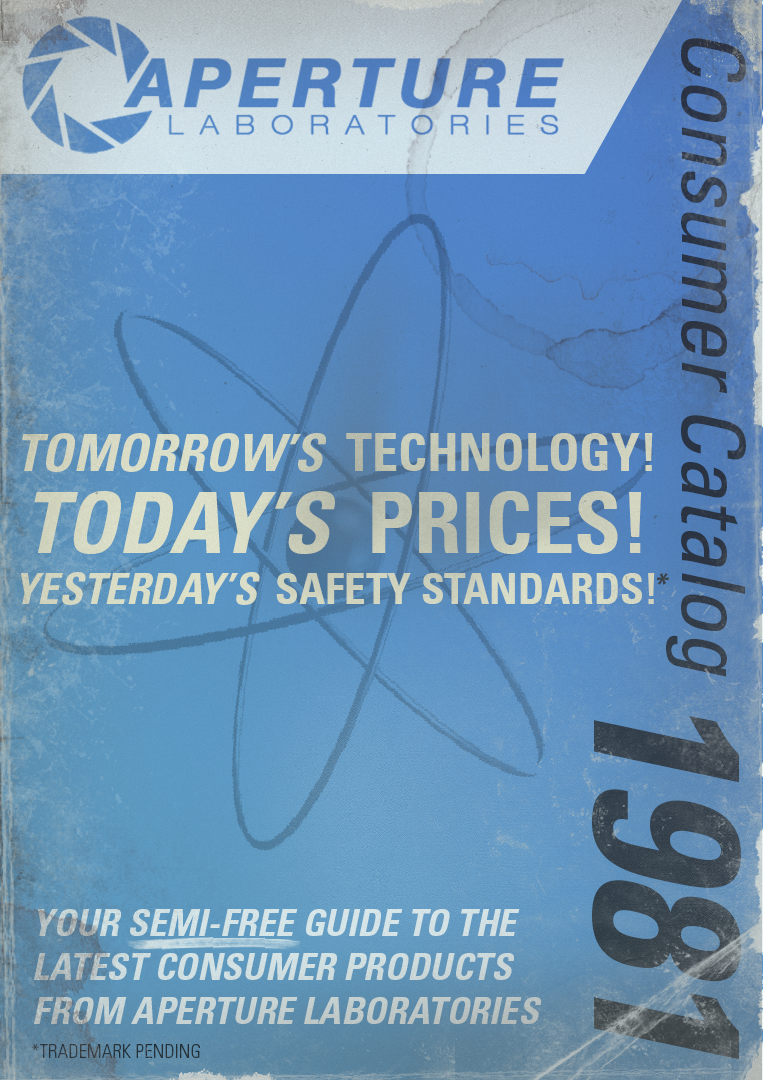 APERTURE
LABORATORIES
Consumer Catalog 1981
TOMORROW'S TECHNOLOGY!
TODAY'S PRICES!
YESTERDAY'S SAFETY STANDARDS!*
YOUR SEMI-FREE GUIDE TO THE
LATEST CONSUMER PRODUCTS
FROM APERTURE LABORATORIES
*TRADEMARK PENDING